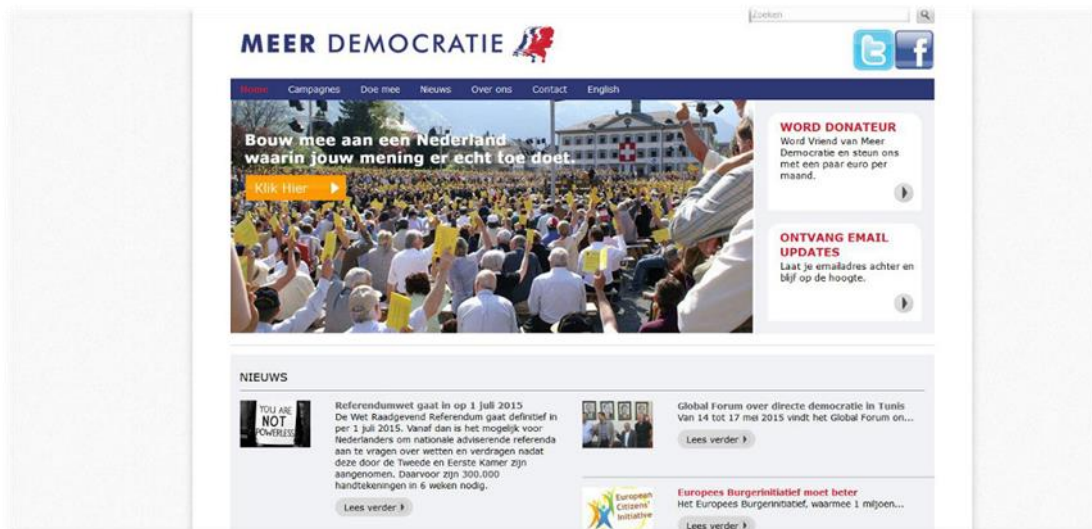 Zoeken
MEER DEMOCRATIE
Home Campagnes Doe mee Nieuws Over ons Contact English
Bouw mee aan een Nederland
waarin jouw mening er echt toe doet.
Klik Hier
WORD DONATEUR
Word Vriend van Meer
Democratie en steun ons
met een paar euro per
maand.
ONTVANG EMAIL
UPDATES
Laat je emailadres achter en
blijf op de hoogte.
NIEUWS
YOU ARE
NOT
POWERLESS
Referendumwet gaat in op 1 juli 2015
De Wet Raadgevend Referendum gaat definitief in
per 1 juli 2015. Vanaf dan is het mogelijk voor
Nederlanders om nationale adviserende referenda
aan te vragen over wetten en verdragen nadat
deze door de Tweede en Eerste Kamer zijn
aangenomen. Daarvoor zijn 300.000
handtekeningen in 6 weken nodig.
Lees verder
Global Forum over directe democratie in Tunis
Van 14 tot 17 mei 2015 vindt het Global Forum on...
Lees verder
European
Citizens'
Initiative
Europees Burgerinitiatief moet beter
Het Europees Burgerinitiatief, waarmee 1 miljoen...
Lees verder